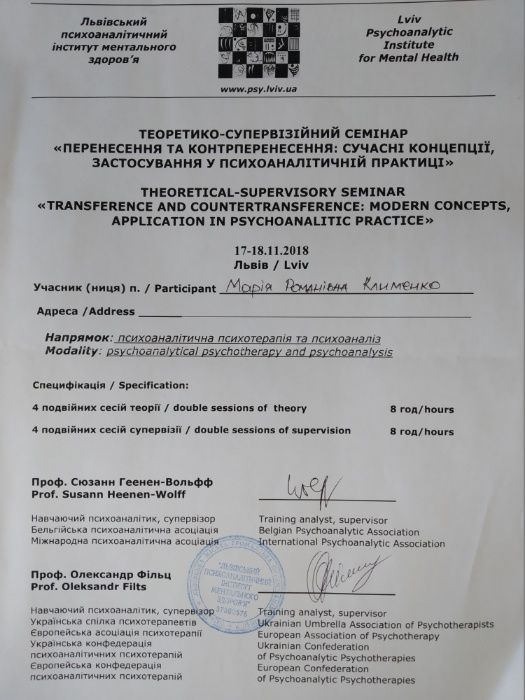 Львівський
психоаналітичний
інститут ментального
здоров'я
Lviv
Psychoanalytic
Institute
for Mental Health
www.psy.lviv.ua
ТЕОРЕТИКО-СУПЕРВІЗІЙНИЙ СЕМІНАР
«ПЕРЕНЕСЕННЯ ТА КОНТРПЕРЕНЕСЕННЯ: СУЧАСНІ КОНЦЕПЦІЇ,
ЗАСТОСУВАННЯ У ПСИХОАНАЛІТИЧНІЙ ПРАКТИЦІ»
THEORETICAL-SUPERVISORY SEMINAR
«TRANSFERENCE AND COUNTERTRANSFERENCE: MODERN CONCEPTS,
APPLICATION IN PSYCHOANALITIC PRACTICE»
17-18.11.2018
Львів / Lviv
Учасник (ниця) п. / Participant Марія Романівна Клименко
Адреса /Address
Напрямок: психоаналітична психотерапія та психоаналіз
Modality: psychoanalytical psychotherapy and psychoanalysis
Специфікація / Specification:
4 подвійних сесій теорії / double sessions of theory 8 год/hours
4 подвійних сесій супервізії / double sessions of supervision 8 год/hours
Проф. Сюзанн Геенен-Вольфф
Prof. Susann Heenen-Wolff
Навчаючий психоаналітик, супервізор Training analyst, supervisor
Бельгійська психоаналітична асоціація Belgian Psychoanalytic Association
Міжнародна психоаналітична асоціація International Psychoanalytic Association
Проф. Олександр Фільц
Prof. Oleksandr Filts
"ЛЬВІВСЬКИЙ
ПСИХОАНАЛІТИЧНИЙ
ІНСТИТУТ
МЕНТАЛЬНОГО
ЗДОРОВ'Я"
Навчаючий психоаналітик, супервізор Training analyst, supervisor
Українська спілка психотерапевтів Ukrainian Umbrella Association of Psychotherapists
Європейська асоціація психотерапії European Association of Psychotherapy
Українська конфедерація Ukrainian Confederation
психоаналітичних психотерапій of Psychoanalytic Psychotherapies
Європейська конфедерація European Confederation
психоаналітичних психотерапій of Psychoanalytic Psychotherapies